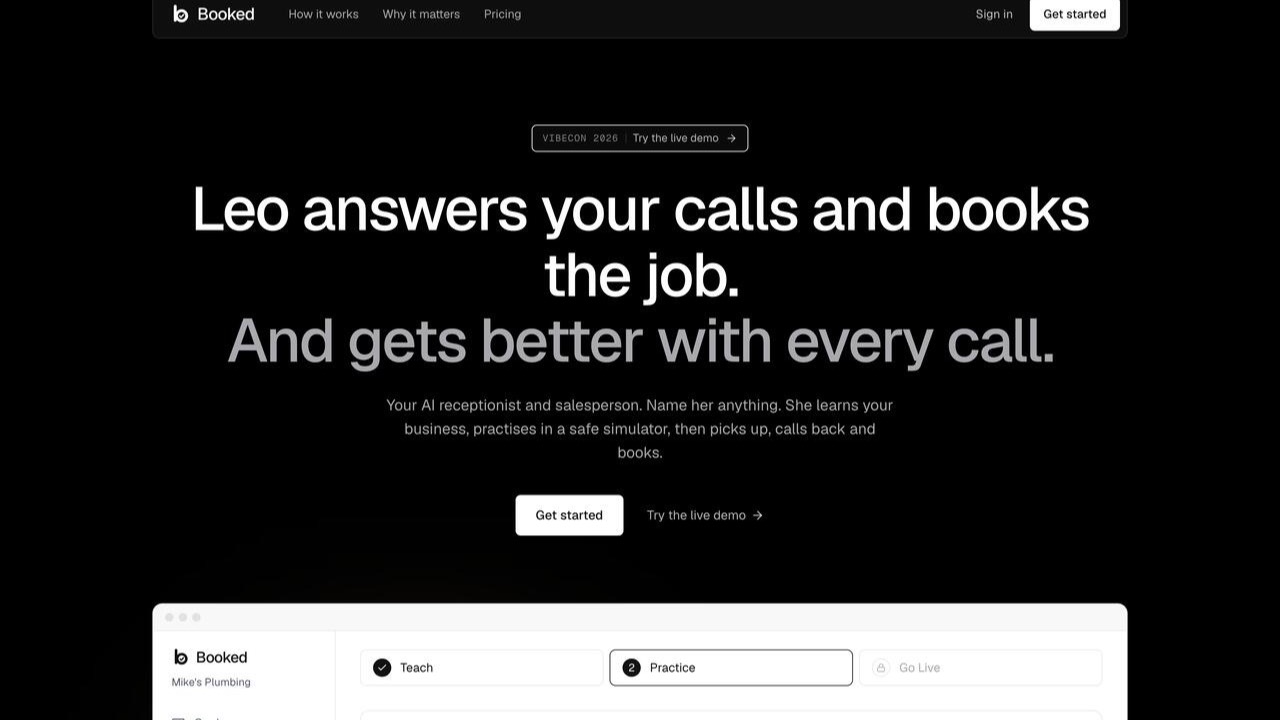 Booked
How it works
Why it matters
Pricing
Sign in
Get started
VIBECON 2026
Try the live demo →
Leo answers your calls and books
the job.
And gets better with every call.
Your AI receptionist and salesperson. Name her anything. She learns your
business, practises in a safe simulator, then picks up, calls back and
books.
Get started
Try the live demo →
Booked
Mike's Plumbing
Teach
2 Practice
Go Live